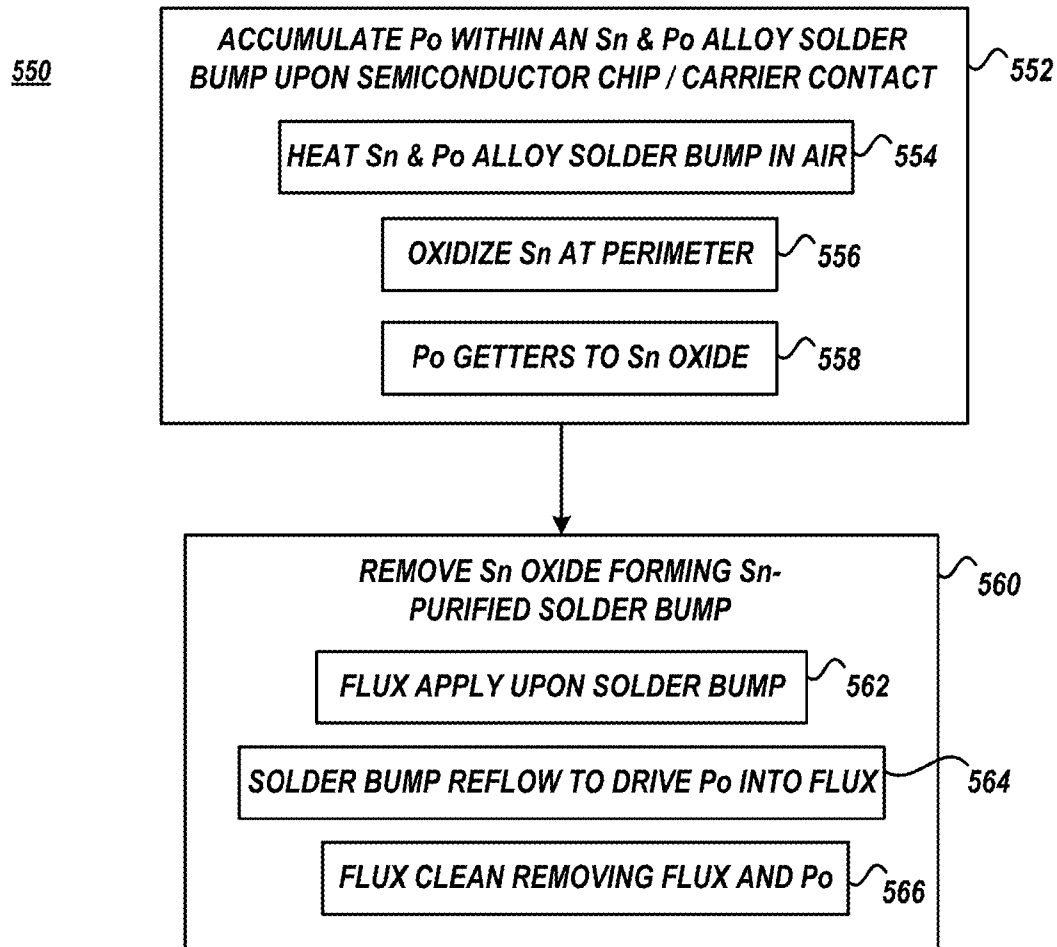 550
ACCUMULATE Po WITHIN AN Sn & Po ALLOY SOLDER
BUMP UPON SEMICONDUCTOR CHIP / CARRIER CONTACT
552
HEAT Sn & Po ALLOY SOLDER BUMP IN AIR
554
OXIDIZE Sn AT PERIMETER
556
Po GETTERS TO Sn OXIDE
558
REMOVE Sn OXIDE FORMING Sn-
PURIFIED SOLDER BUMP
560
FLUX APPLY UPON SOLDER BUMP
562
SOLDER BUMP REFLOW TO DRIVE Po INTO FLUX
564
FLUX CLEAN REMOVING FLUX AND Po
566